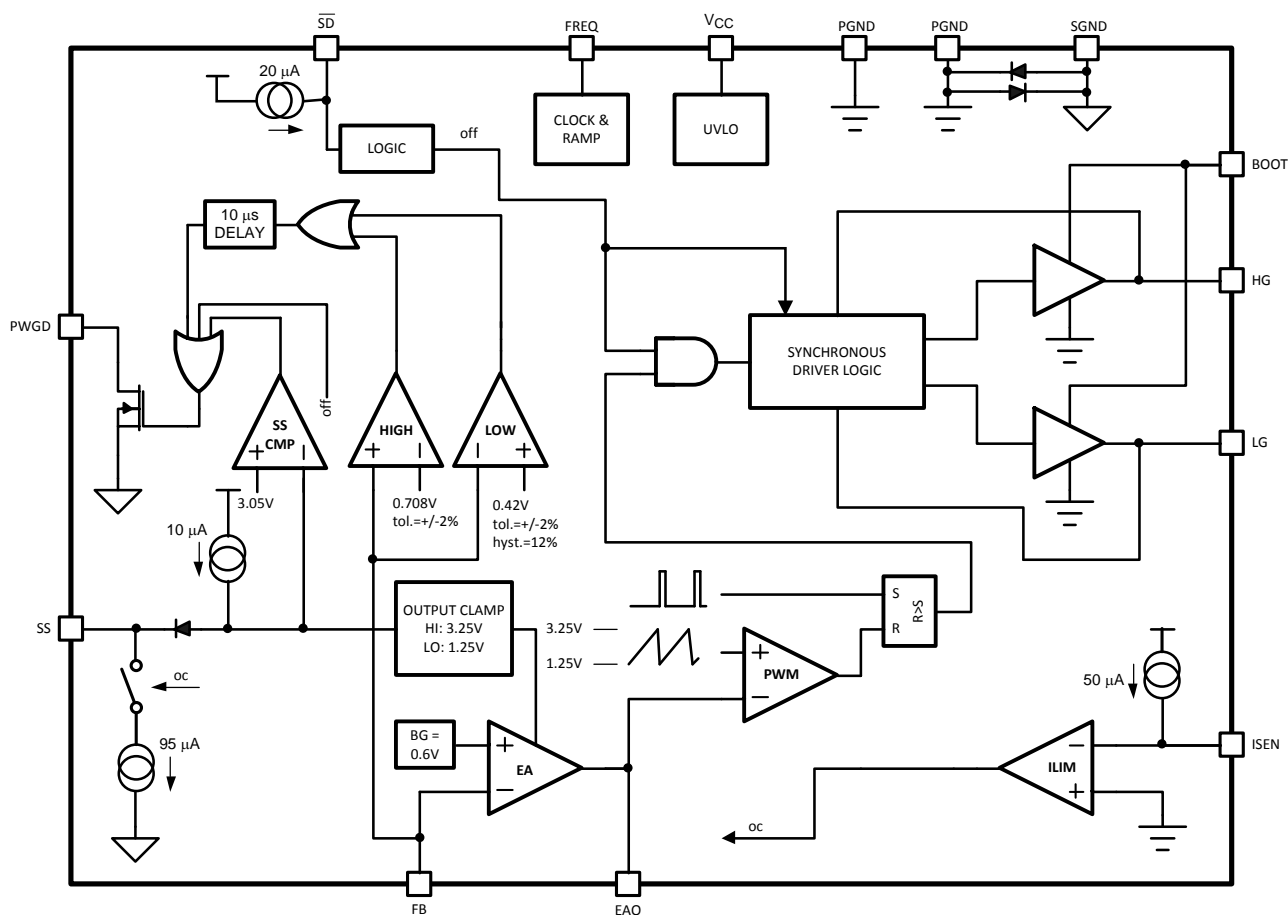 SD
FREQ
VCC
PGND
PGND
SGND
20 μA
CLOCK &
RAMP
UVLO
LOGIC
off
BOOT
10 μs
DELAY
HG
PWGD
SYNCHRONOUS
DRIVER LOGIC
off
SS
CMP
+
−
HIGH
+
−
LOW
−
+
LG
3.05V
0.708V
tol.=+/-2%
0.42V
tol.=+/-2%
hyst.=12%
10 μA
OUTPUT CLAMP
HI: 3.25V
LO: 1.25V
S
R
R>S
SS
3.25V
1.25V
+
−
PWM
oc
50 μA
95 μA
BG =
0.6V
+
−
EA
ISEN
−
+
ILIM
oc
FB
EAO